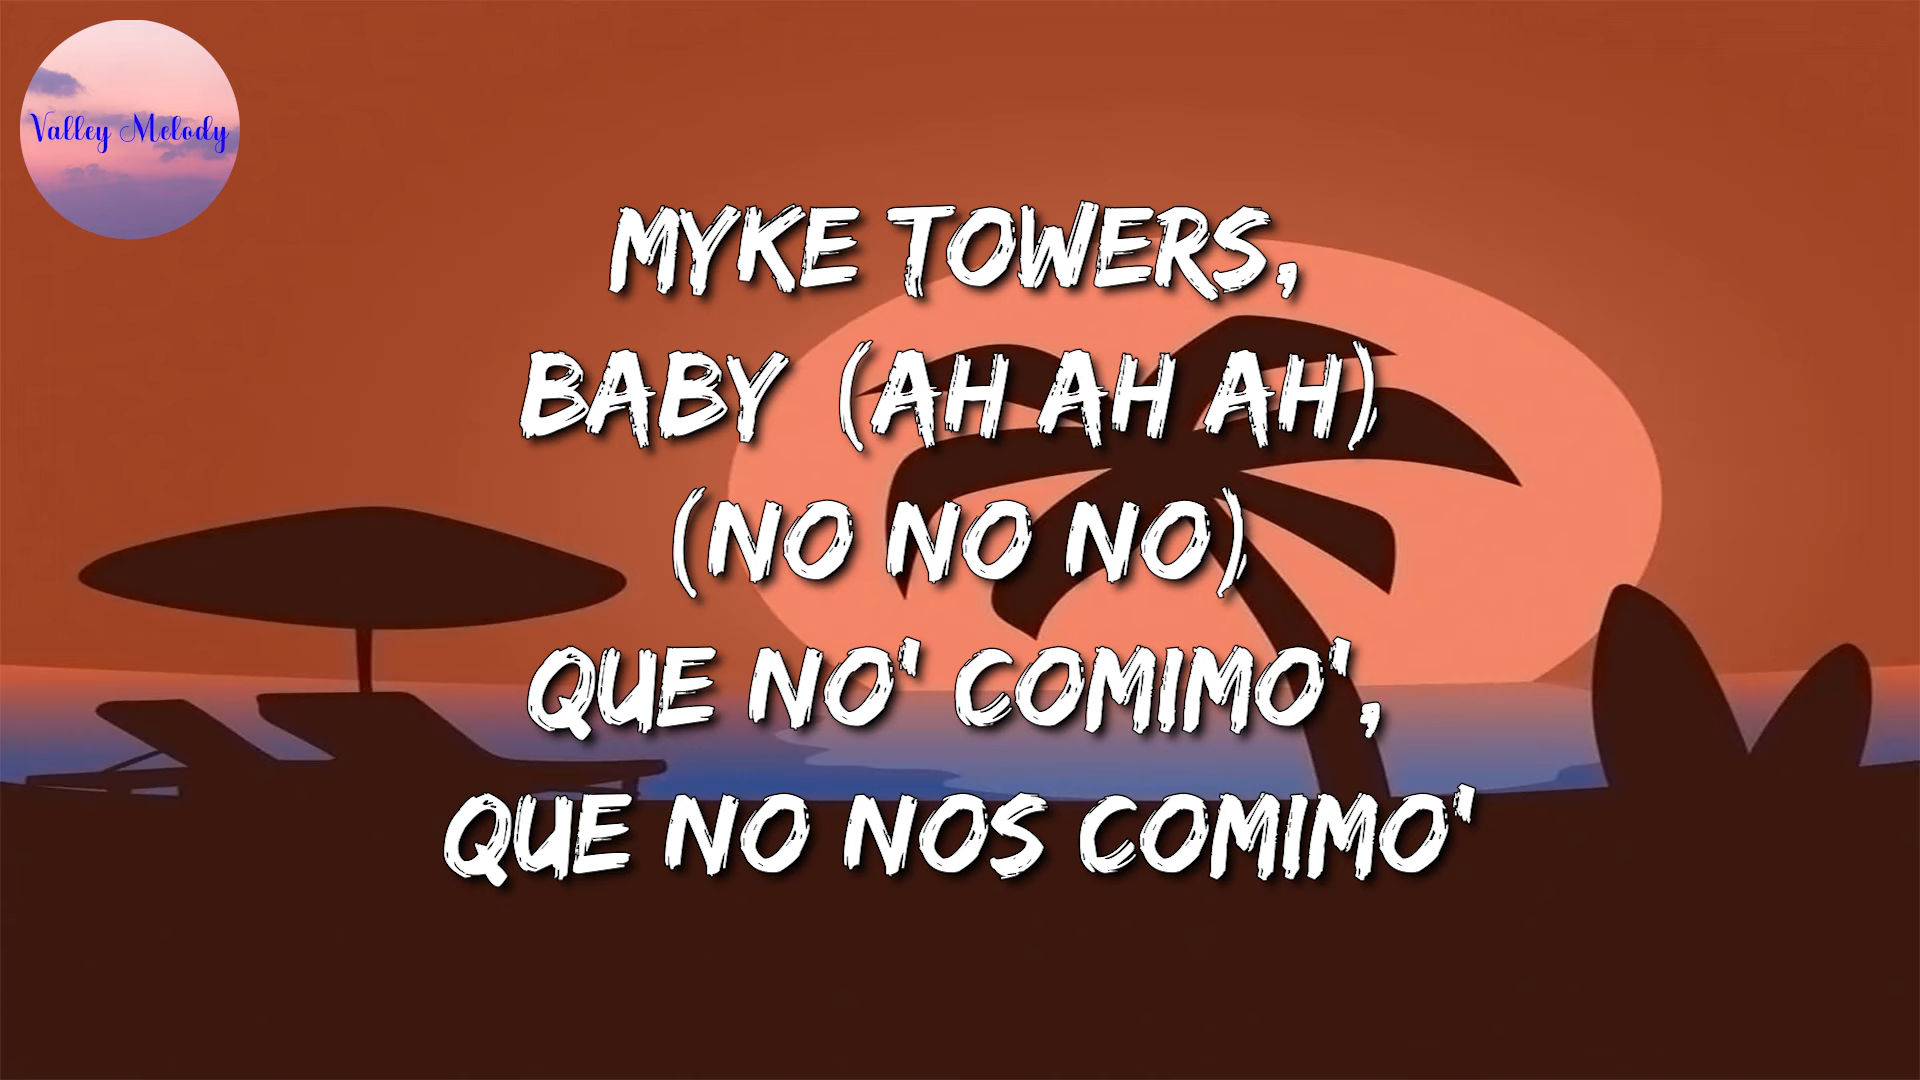 Valley Melody
MYKE TOWERS,
BABY (AH AH AH)
(NO NO NO)
QUE NO' COMIMO',
QUE NO NOS COMIMO'